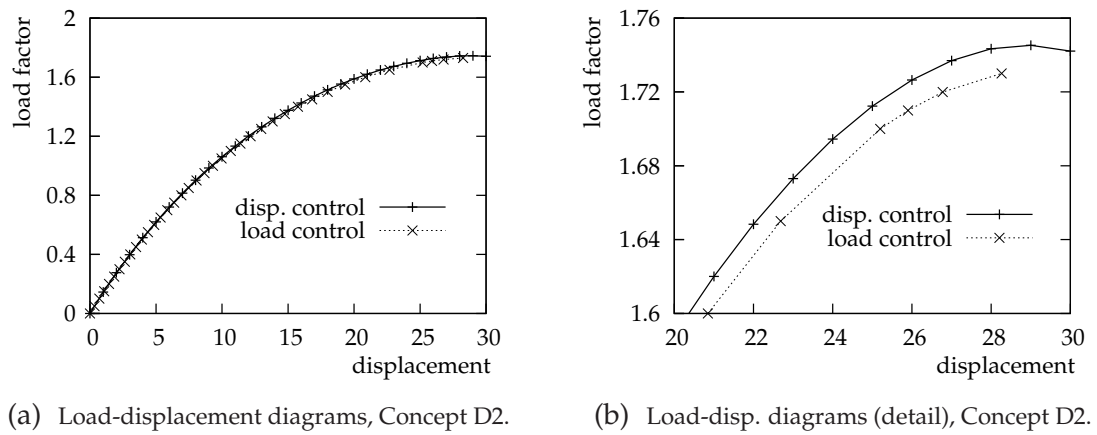 2
1.6
1.2
0.8
0.4
0
load factor
disp. control
load control
0 5 10 15 20 25 30
displacement
(a) Load-displacement diagrams, Concept D2.
1.76
1.72
1.68
1.64
1.6
load factor
disp. control
load control
20 22 24 26 28 30
displacement
(b) Load-disp. diagrams (detail), Concept D2.